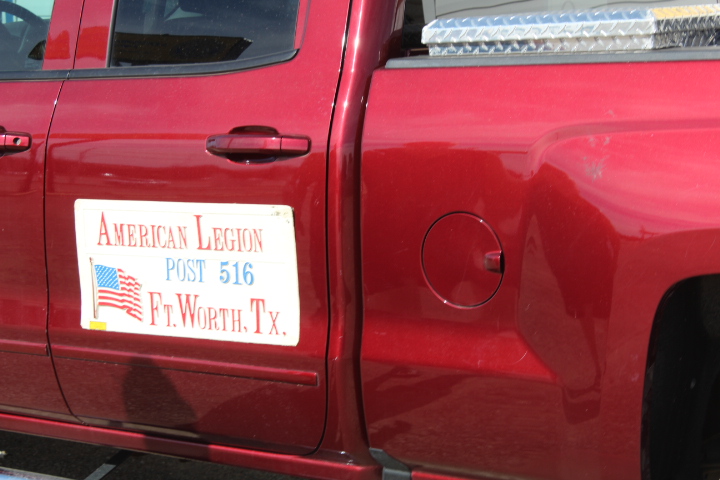 AMERICAN LEGION
POST 516
FT. WORTH, TX.